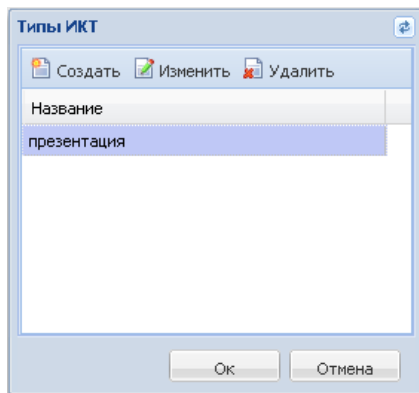 Типы ИКТ
Создать Изменить Удалить
Название
презентация
Ок Отмена